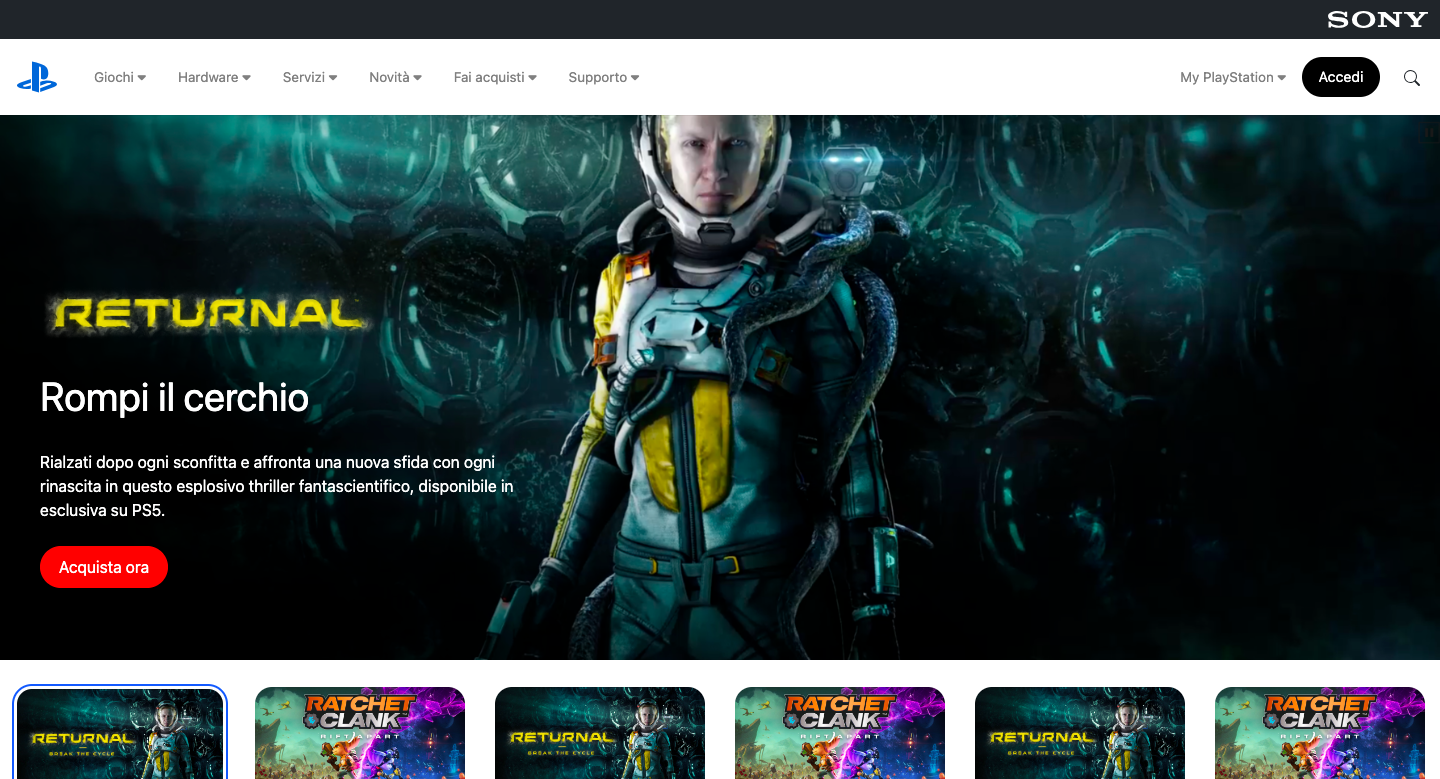 SONY
Giochi
Hardware
Servizi
Novità
Fai acquisti
Supporto
My PlayStation
Accedi
RETURNAL
Rompi il cerchio
Rialzati dopo ogni sconfitta e affronta una nuova sfida con ogni
rinascita in questo esplosivo thriller fantascientifico, disponibile in
esclusiva su PS5.
Acquista ora
RETURNAL
BREAK THE CYCLE
RATCHET
CLANK
RIFT APART
RETURNAL
BREAK THE CYCLE
RATCHET
CLANK
RIFT APART
RETURNAL
BREAK THE CYCLE
RATCHET
CLANK
RIFT APART